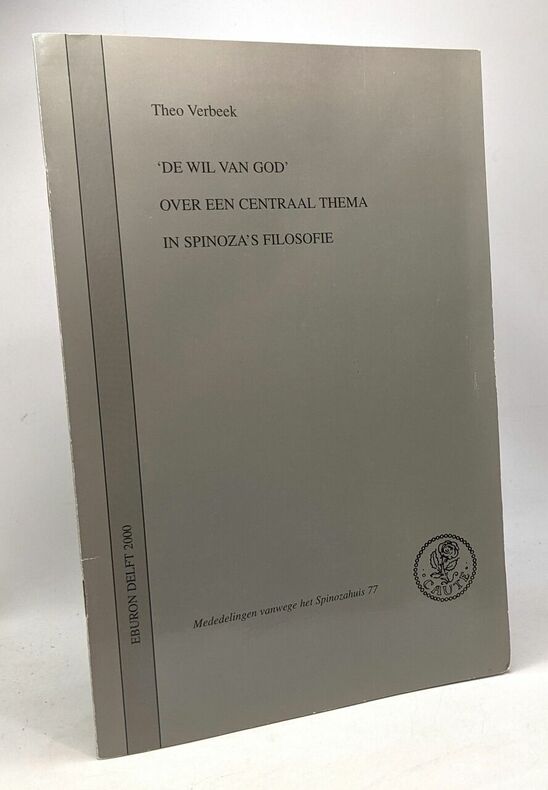 Theo Verbeek
‘DE WIL VAN GOD’
OVER EEN CENTRAAL THEMA
IN SPINOZA’S FILOSOFIE
EBURON DELFT 2000
Mededelingen vanwege het Spinozahuis 77
· CAUTE ·